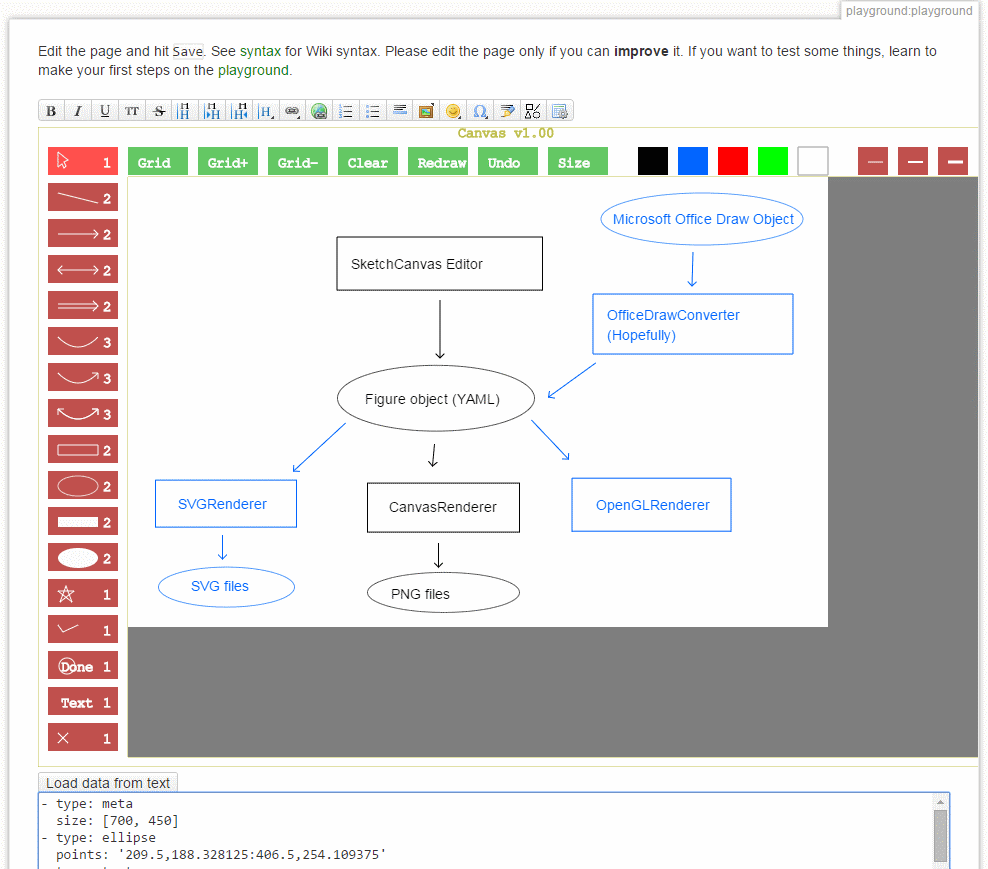 playground:playground
Edit the page and hit Save. See syntax for Wiki syntax. Please edit the page only if you can improve it. If you want to test some things, learn to
make your first steps on the playground.
B I U TT S H H H H
Canvas v1.00
1 Grid Grid+ Grid- Clear Redraw Undo Size
2
2
2
2
3
3
3
2
2
2
2
1
1
Done 1
Text 1
1
Microsoft Office Draw Object
SketchCanvas Editor
OfficeDrawConverter
(Hopefully)
Figure object (YAML)
SVGRenderer
CanvasRenderer
OpenGLRenderer
SVG files
PNG files
Load data from text
- type: meta
size: [700, 450]
- type: ellipse
points: '209.5,188.328125:406.5,254.109375'